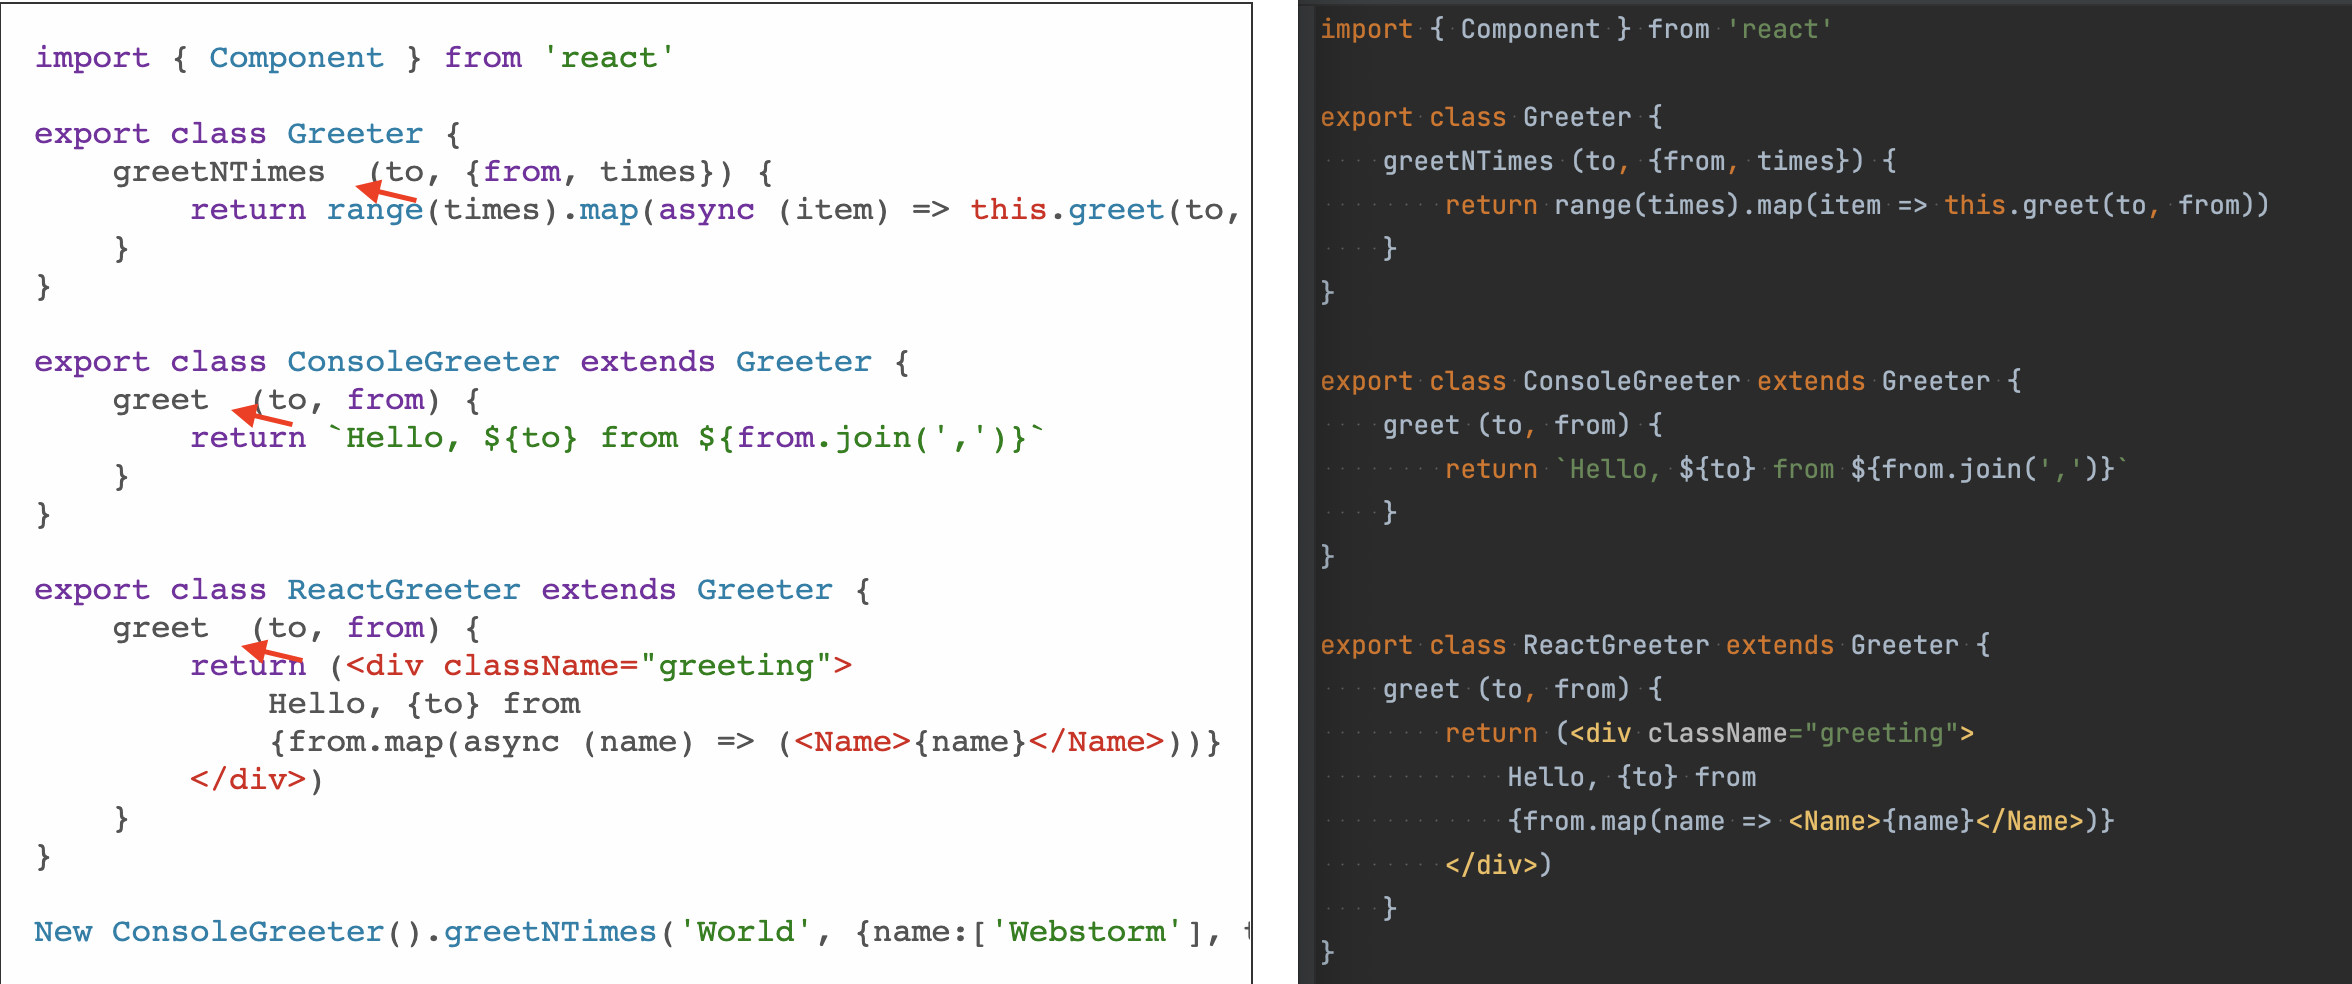 import { Component } from 'react'
export class Greeter {
greetNTimes  (to, {from, times}) {
return range(times).map(async (item) => this.greet(to,
}
}
export class ConsoleGreeter extends Greeter {
greet  (to, from) {
return `Hello, ${to} from ${from.join(',')}`
}
}
export class ReactGreeter extends Greeter {
greet  (to, from) {
return (<div className="greeting">
Hello, {to} from
{from.map(async (name) => (<Name>{name}</Name>))}
</div>)
}
}
New ConsoleGreeter().greetNTimes('World', {name:['Webstorm'],
import { Component } from 'react'
export class Greeter {
greetNTimes (to, {from, times}) {
return range(times).map(item => this.greet(to, from))
}
}
export class ConsoleGreeter extends Greeter {
greet (to, from) {
return `Hello, ${to} from ${from.join(',')}`
}
}
export class ReactGreeter extends Greeter {
greet (to, from) {
return (<div className="greeting">
Hello, {to} from
{from.map(name => <Name>{name}</Name>)}
</div>)
}
}